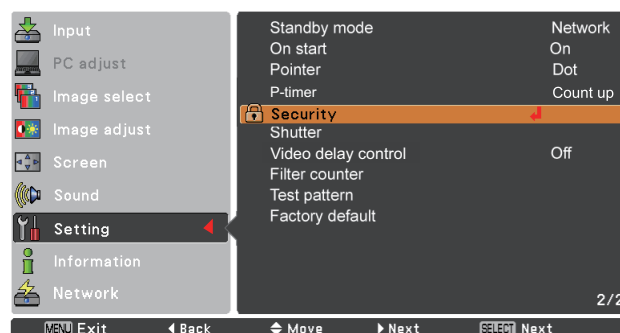 Input
PC adjust
Image select
Image adjust
Screen
Sound
Setting
Information
Network
Standby mode Network
On start On
Pointer Dot
P-timer Count up
Security
Shutter
Video delay control Off
Filter counter
Test pattern
Factory default
2/2
MENU Exit Back Move Next SELECT Next